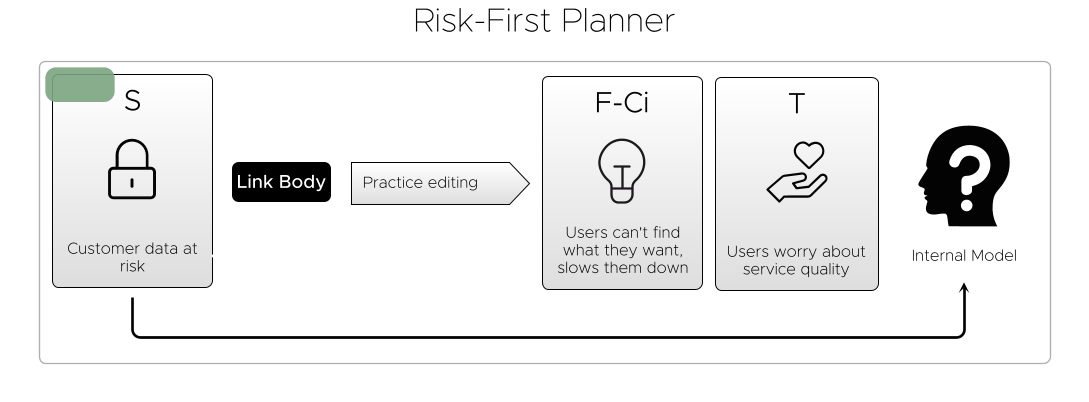 Risk-First Planner
S
Customer data at
risk
Link Body
Practice editing
F-Ci
Users can't find
what they want,
slows them down
T
Users worry about
service quality
Internal Model